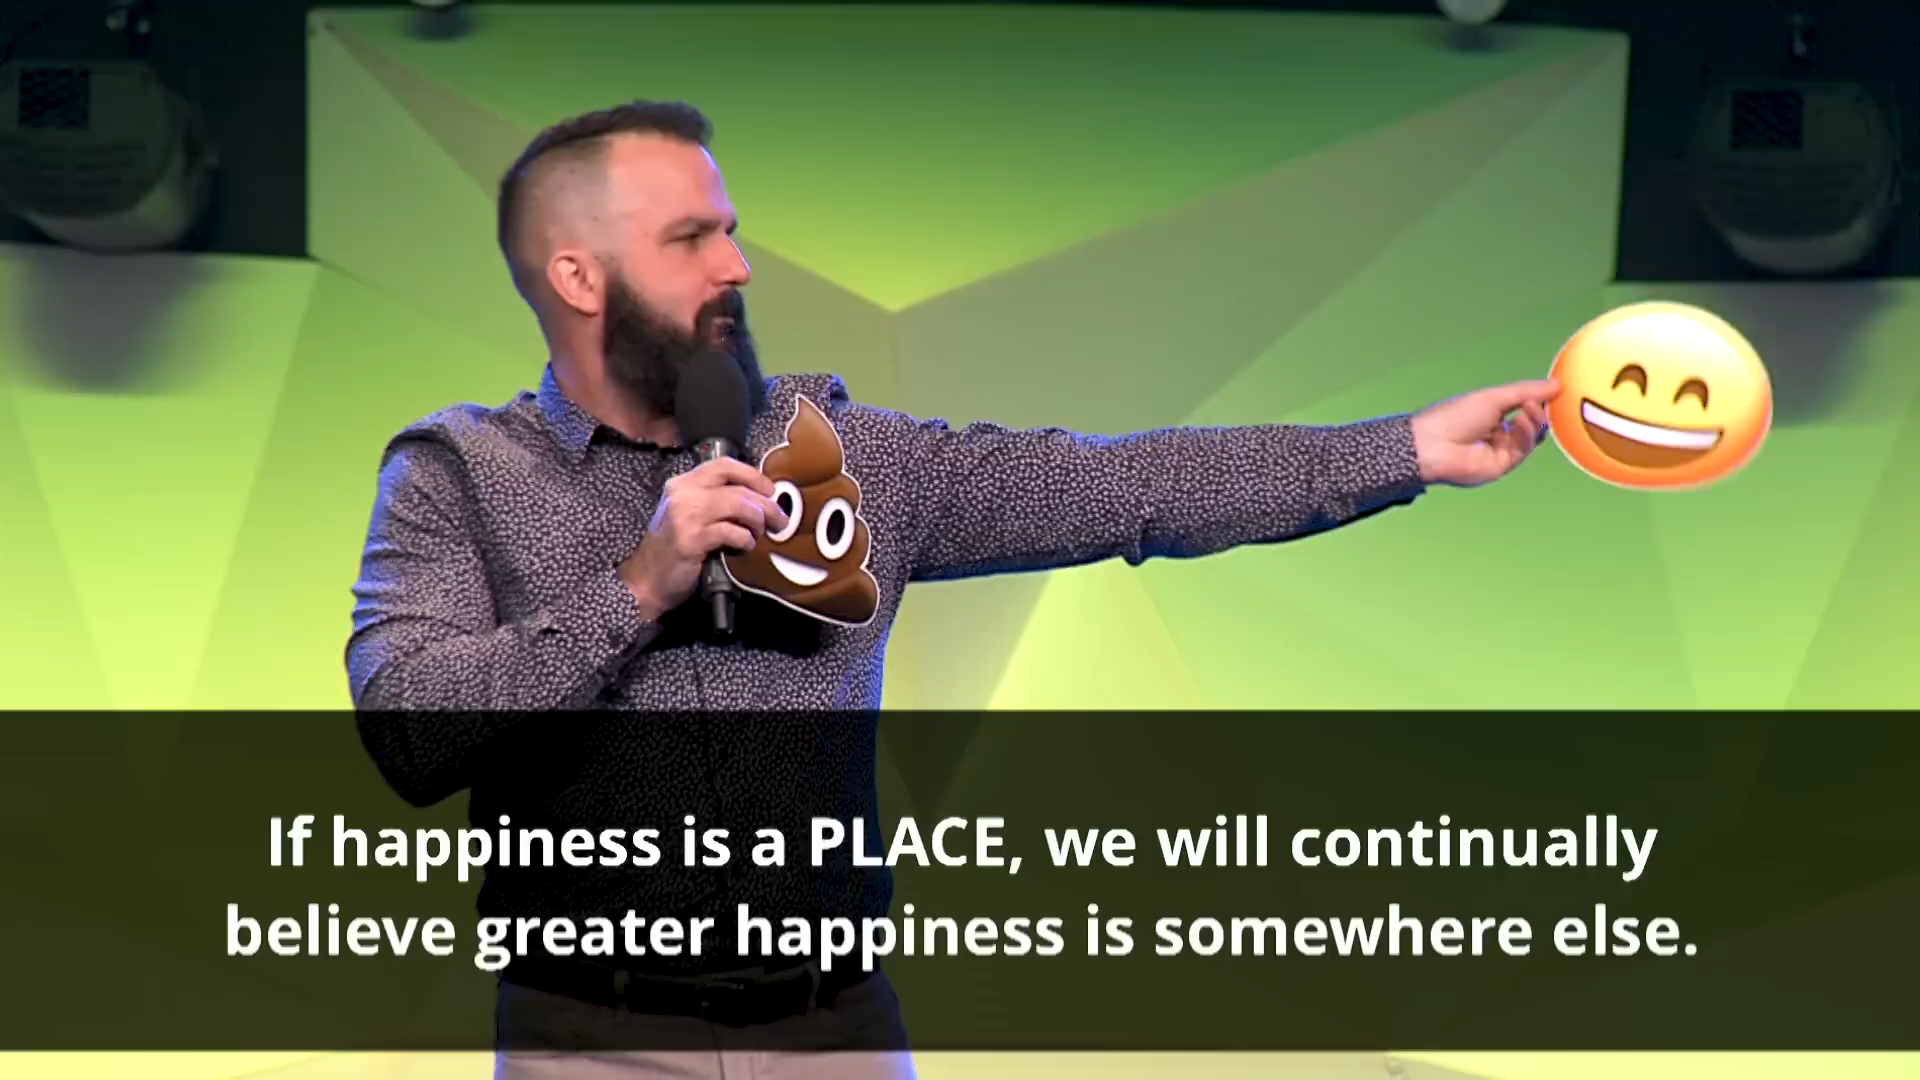 If happiness is a PLACE, we will continually
believe greater happiness is somewhere else.